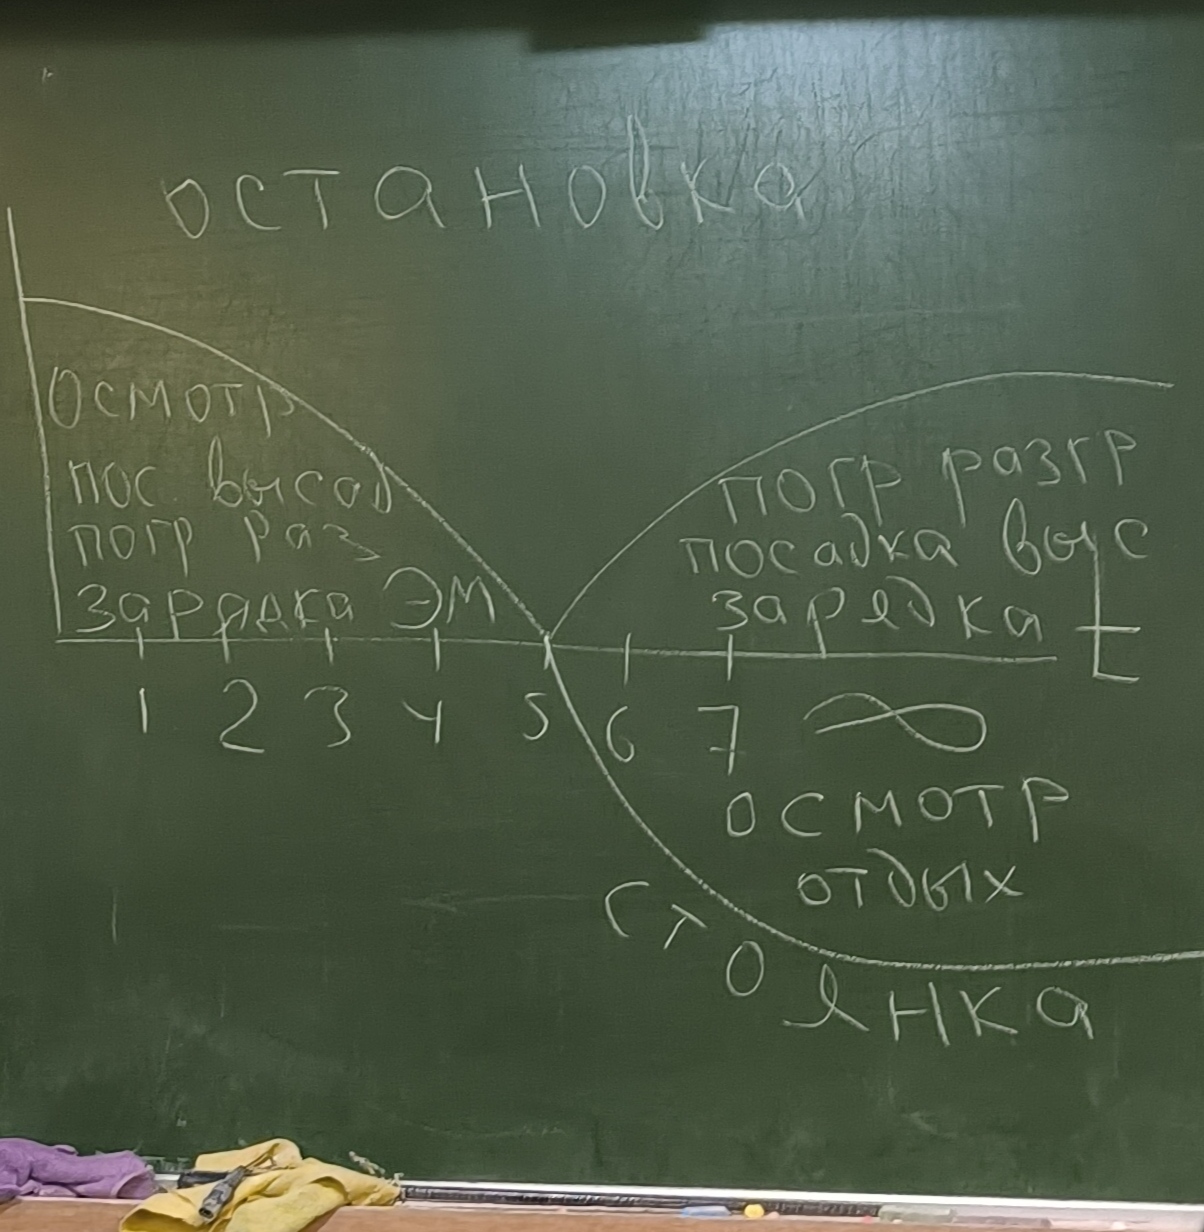 остановка
осмотр
пос. высад
погр раз
зарядка ЭМ
погр разгр
посадка выс
зарядка
t
1 2 3 4 5 6 7 ∞
осмотр
отдых
стоянка